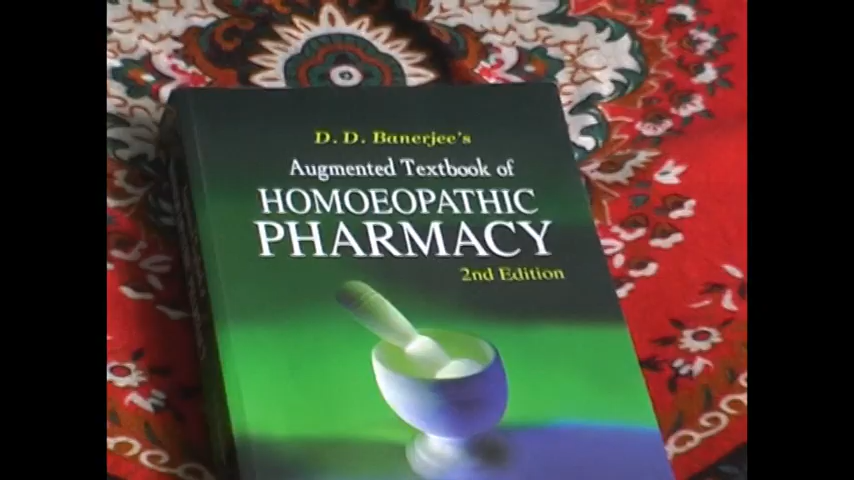 D. D. Banerjee's
Augmented Textbook of
HOMOEOPATHIC
PHARMACY
2nd Edition